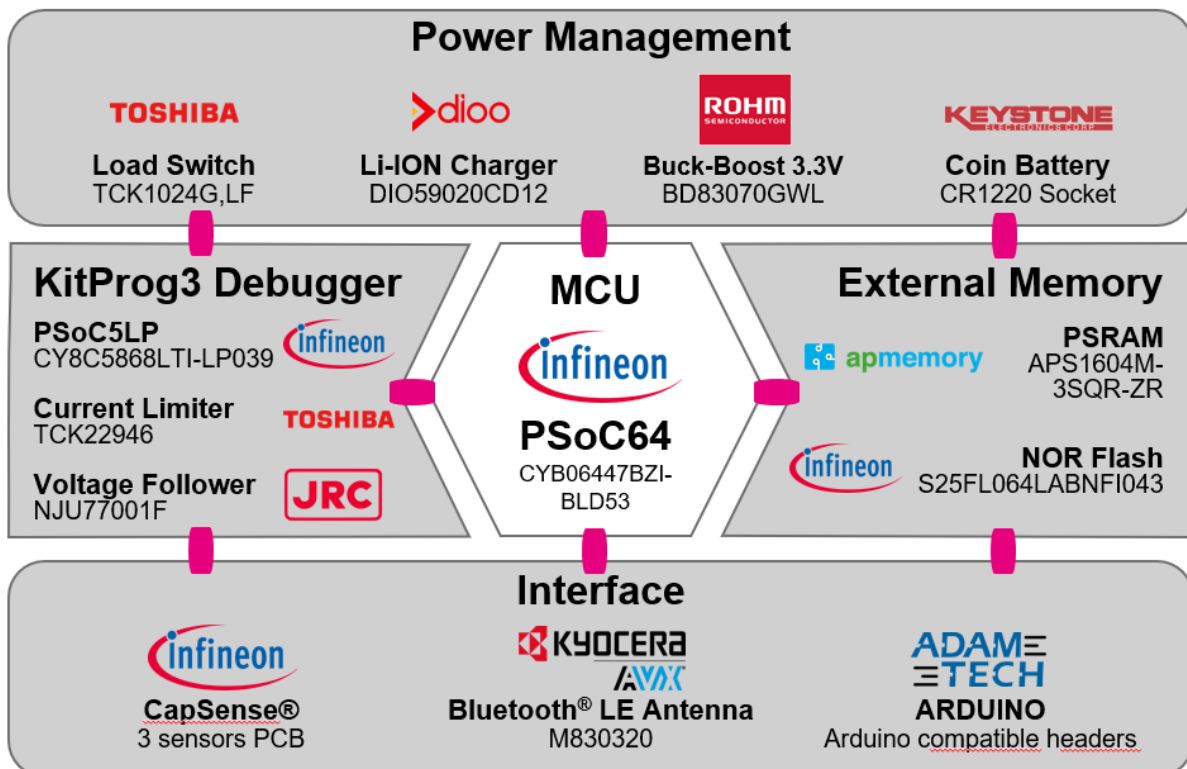 Power Management
TOSHIBA
Load Switch
TCK1024G,LF
dioo
Li-ION Charger
DIO59020CD12
ROHM
SEMICONDUCTOR
Buck-Boost 3.3V
BD83070GWL
KEYSTONE
ELECTRONICS CORP.
Coin Battery
CR1220 Socket
KitProg3 Debugger
PSoC5LP
CY8C5868LTI-LP039
infineon
Current Limiter
TCK22946
TOSHIBA
Voltage Follower
NJU77001F
JRC
MCU
infineon
PSoC64
CYB06447BZI-
BLD53
External Memory
apmemory
PSRAM
APS1604M-
3SQR-ZR
infineon
NOR Flash
S25FL064LABNFI043
Interface
infineon
CapSense®
3 sensors PCB
KYOCERA
AVX
Bluetooth® LE Antenna
M830320
ADAM
TECH
ARDUINO
Arduino compatible headers